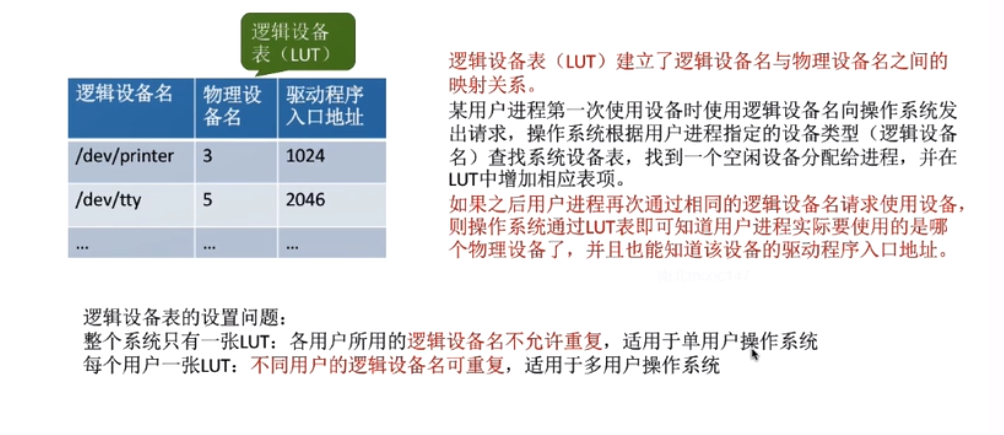 逻辑设备
表（LUT）
逻辑设备名 物理设备名 驱动程序入口地址
/dev/printer 3 1024
/dev/tty 5 2046
... ... ...
逻辑设备表（LUT）建立了逻辑设备名与物理设备名之间的
映射关系。
某用户进程第一次使用设备时使用逻辑设备名向操作系统发
出请求，操作系统根据用户进程指定的设备类型（逻辑设备
名）查找系统设备表，找到一个空闲设备分配给进程，并在
LUT中增加相应表项。
如果之后用户进程再次通过相同的逻辑设备名请求使用设备，
则操作系统通过LUT表即可知道用户进程实际要使用的是哪
个物理设备了，并且也能知道该设备的驱动程序入口地址。
逻辑设备表的设置问题：
整个系统只有一张LUT：各用户所用的逻辑设备名不允许重复，适用于单用户操作系统
每个用户一张LUT：不同用户的逻辑设备名可重复，适用于多用户操作系统